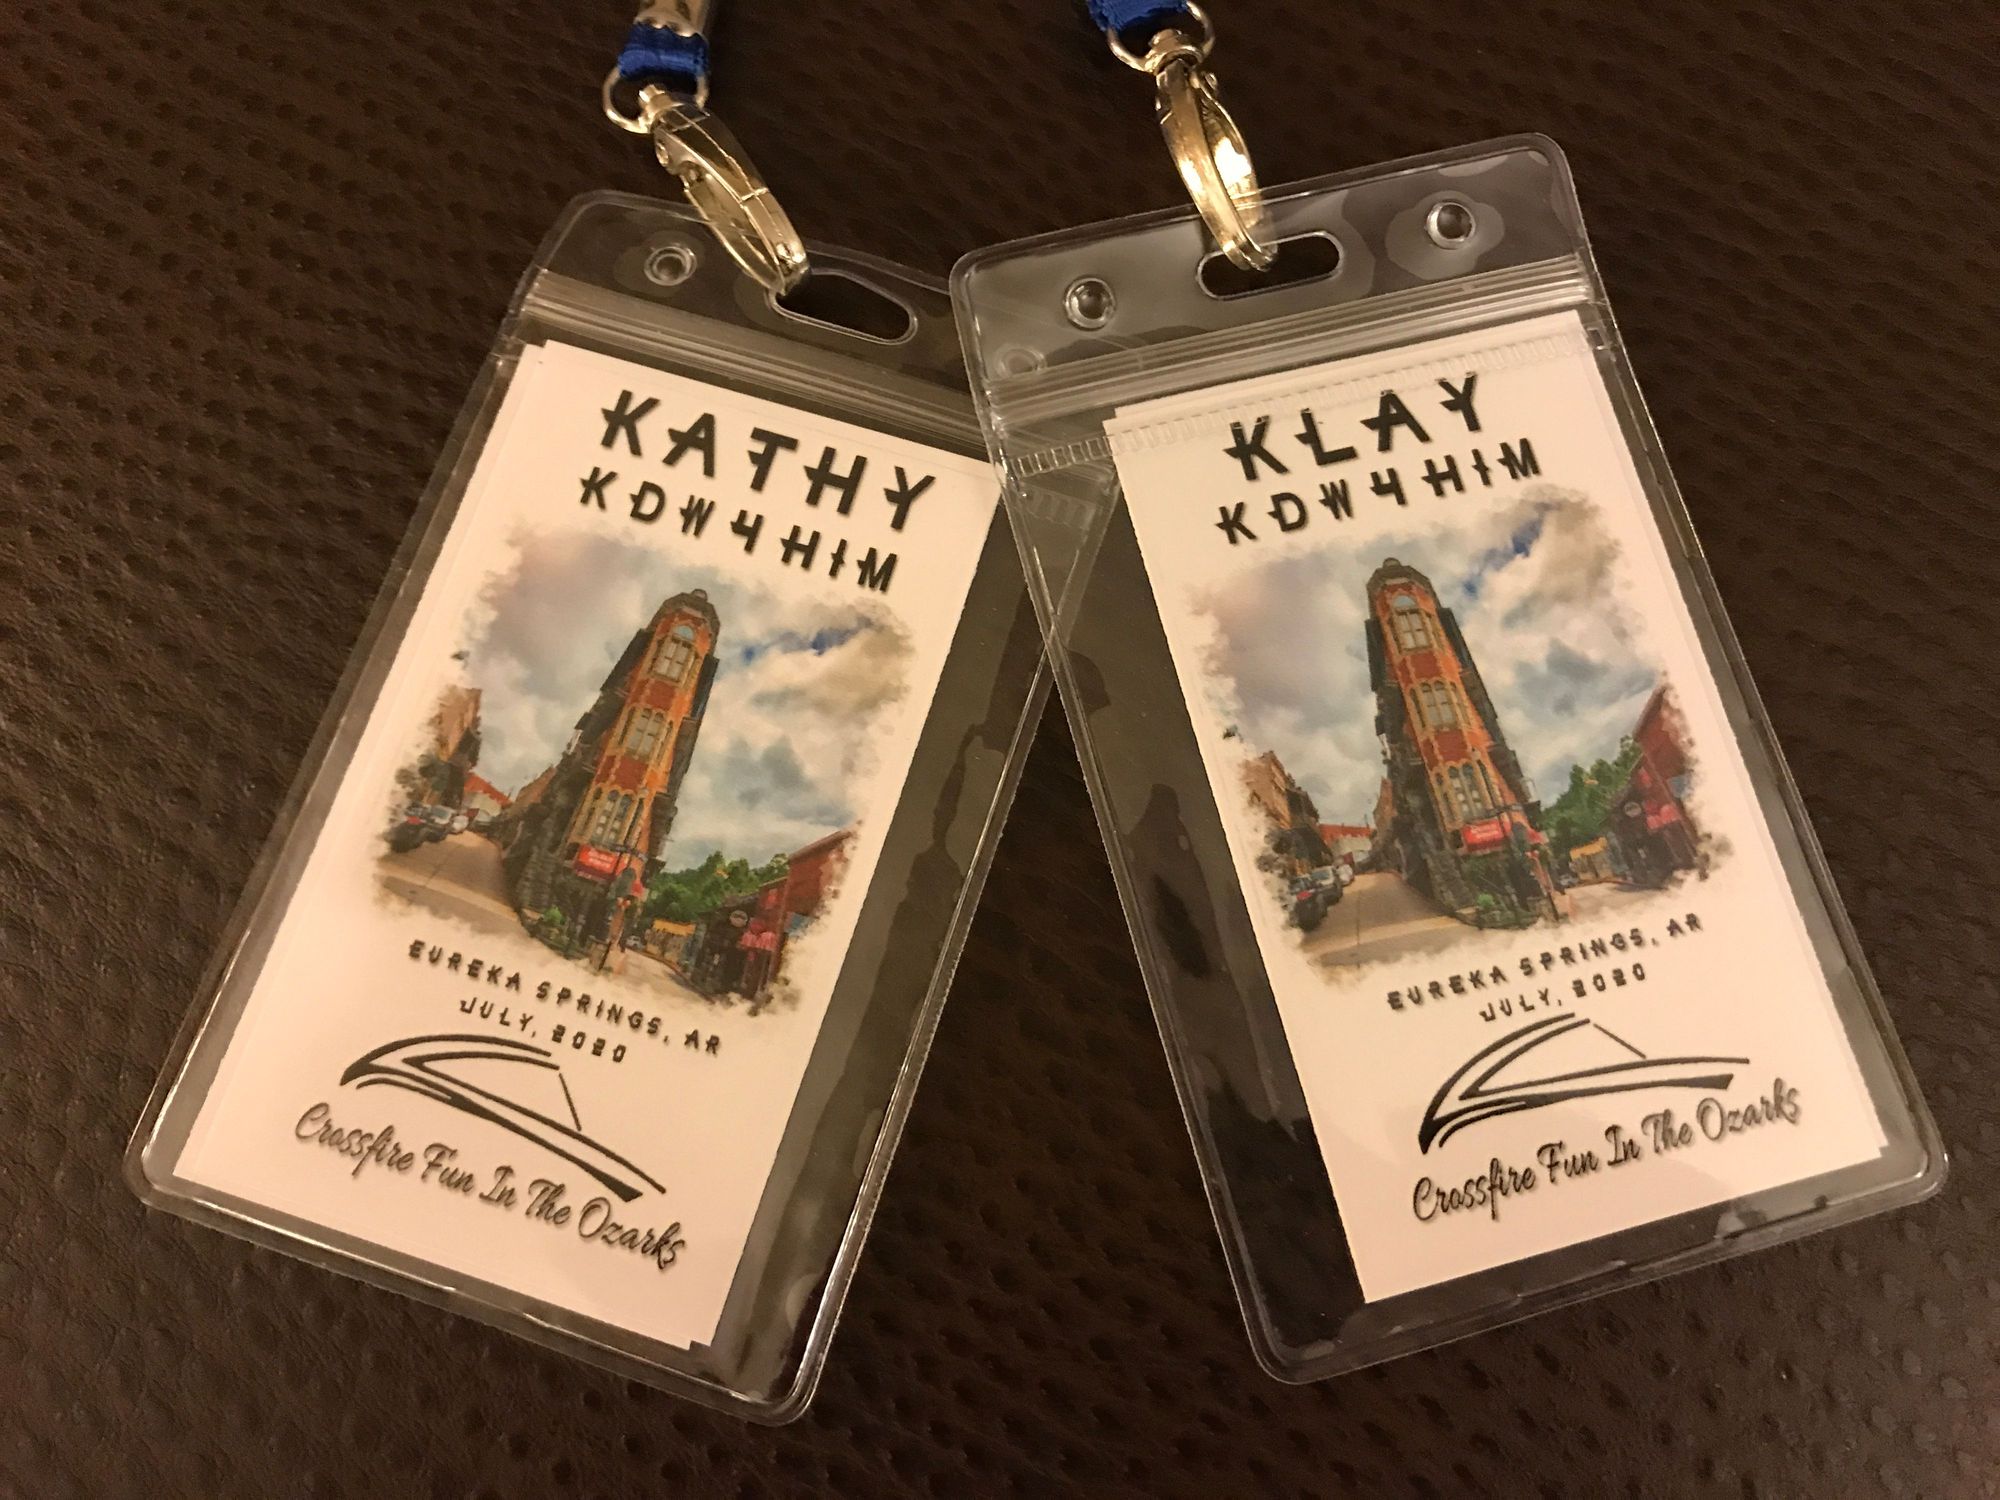 KATHY
KDW4HIM
EUREKA SPRINGS, AR
JULY, 2020
Crossfire Fun In The Ozarks
KLAY
KDW4HIM
EUREKA SPRINGS, AR
JULY, 2020
Crossfire Fun In The Ozarks